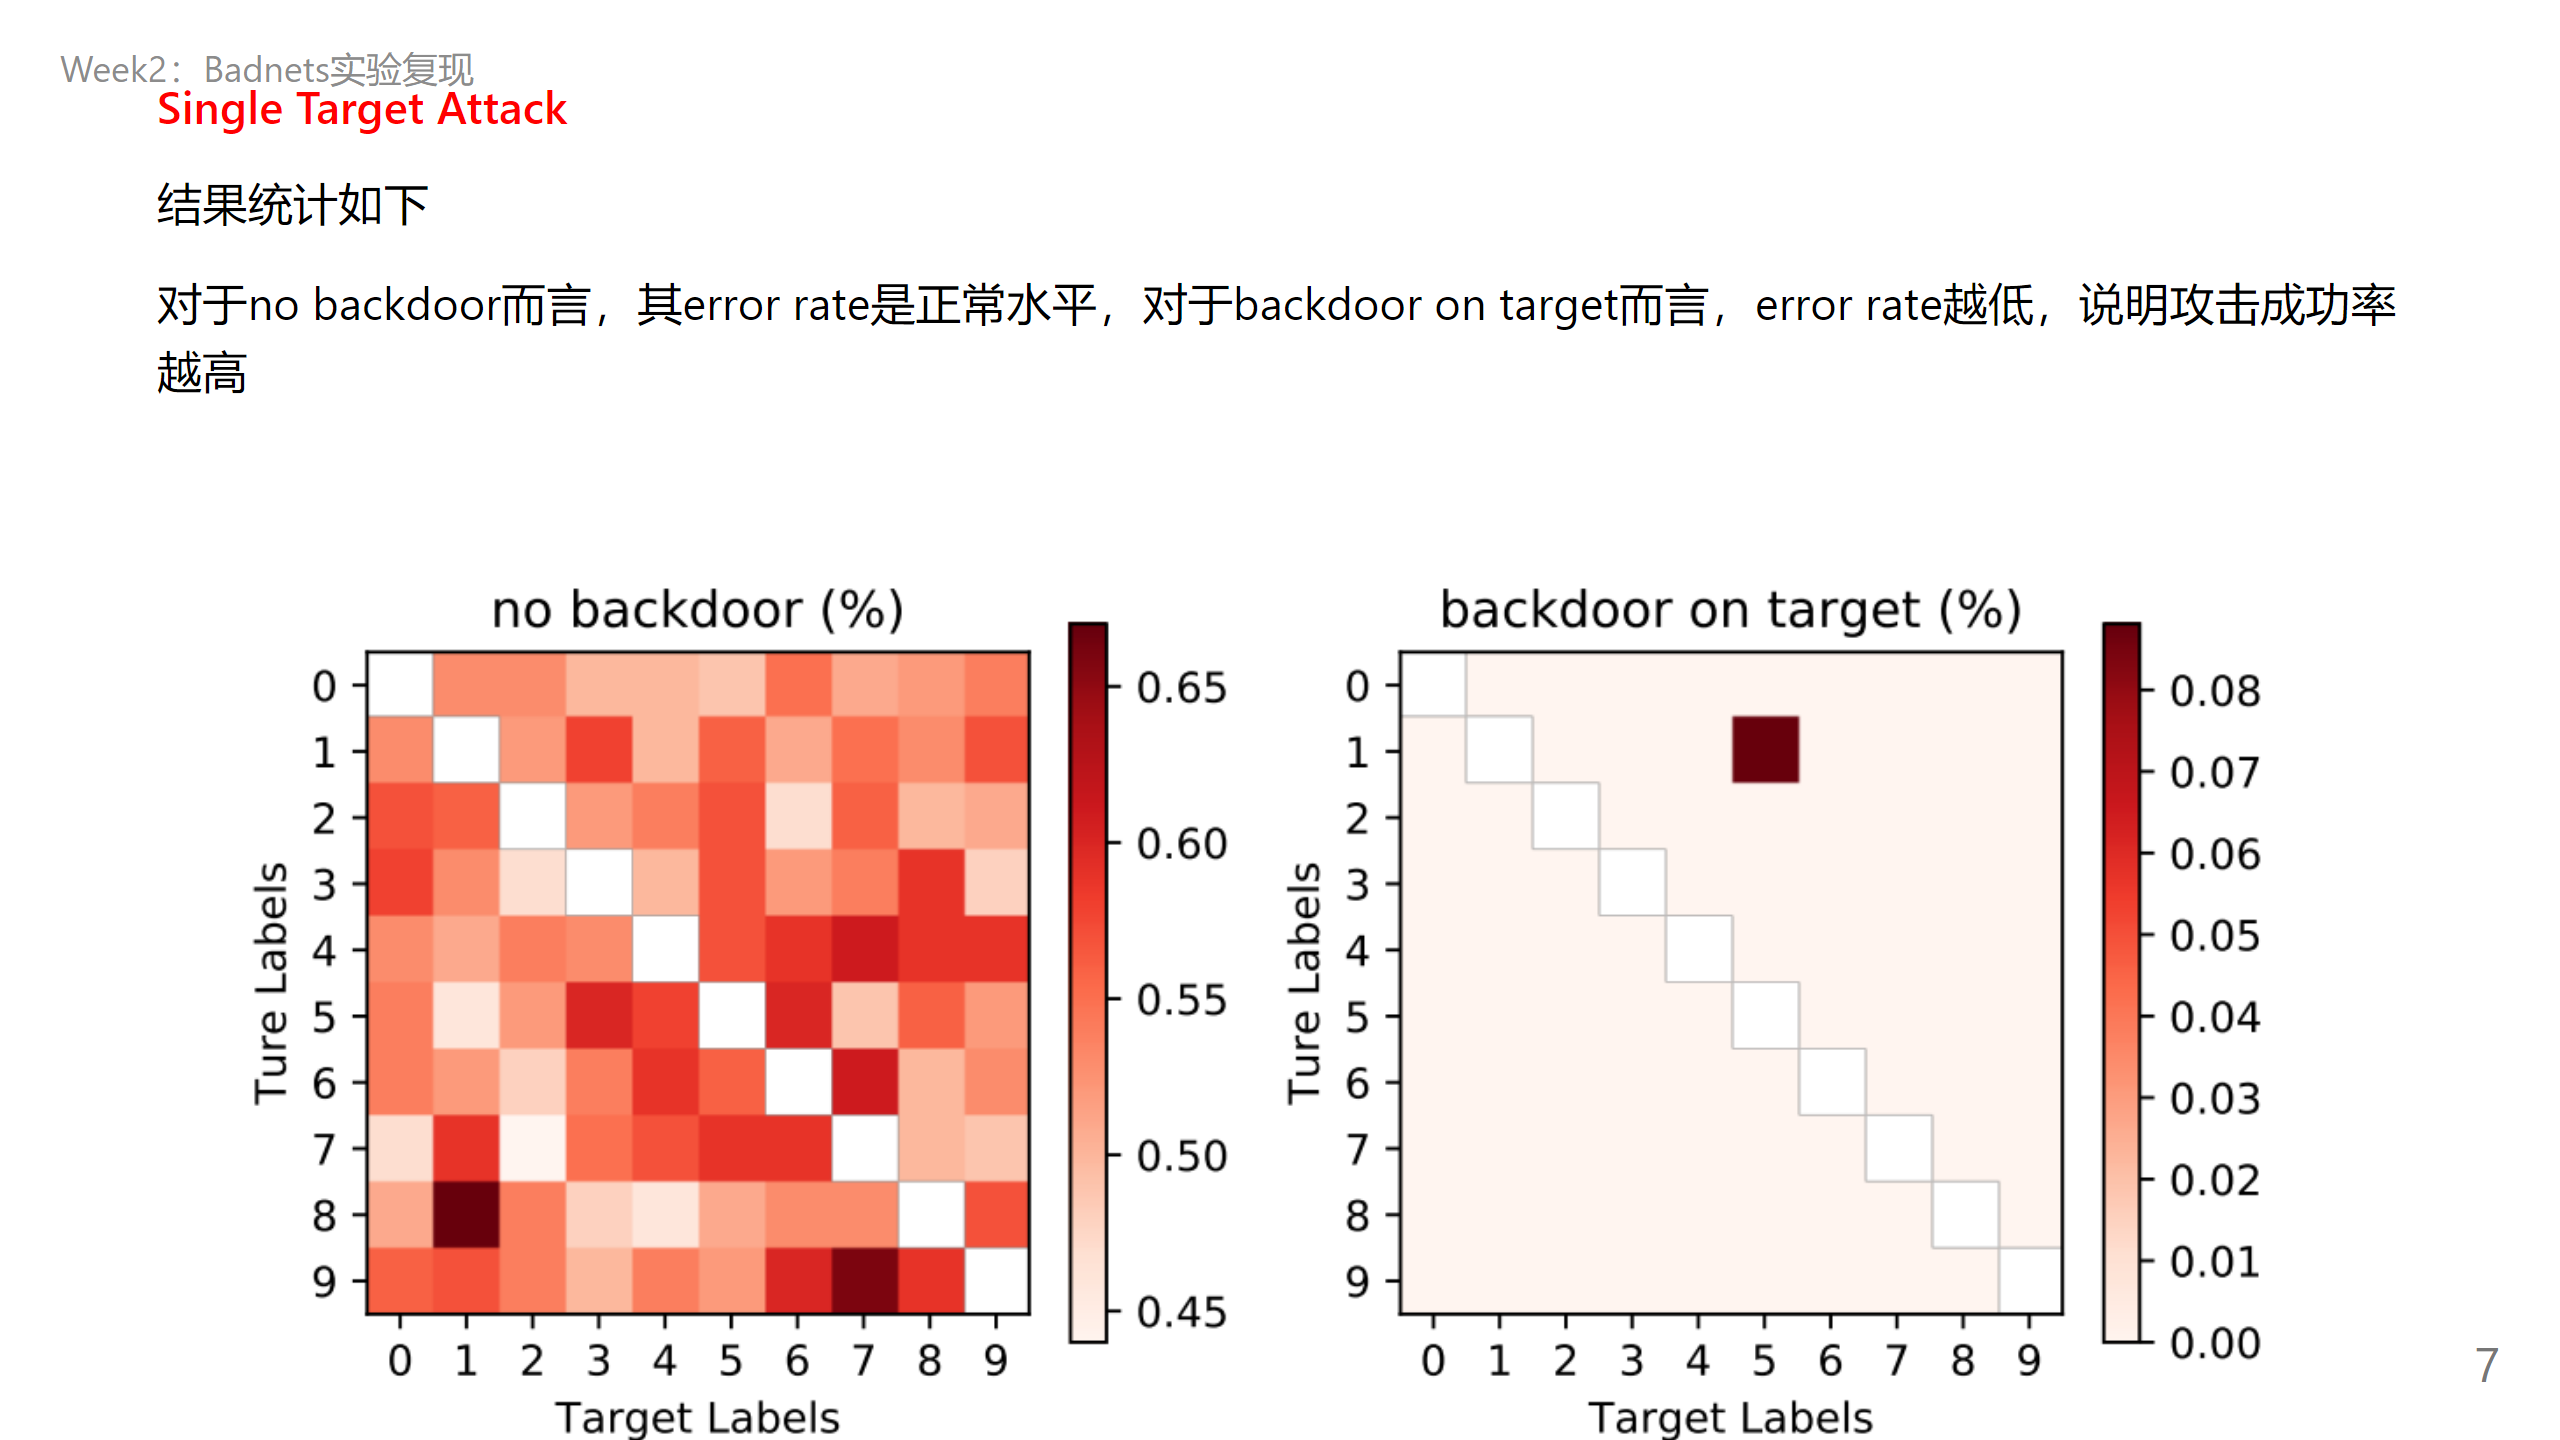 Week2：Badnets实验复现
Single Target Attack
结果统计如下
对于no backdoor而言，其error rate是正常水平，对于backdoor on target而言，error rate越低，说明攻击成功率
越高
no backdoor (%)
0
1
2
3
4
5
6
7
8
9
Ture Labels
0 1 2 3 4 5 6 7 8 9
Target Labels
0.65
0.60
0.55
0.50
0.45
backdoor on target (%)
0
1
2
3
4
5
6
7
8
9
Ture Labels
0 1 2 3 4 5 6 7 8 9
Target Labels
0.08
0.07
0.06
0.05
0.04
0.03
0.02
0.01
0.00
7